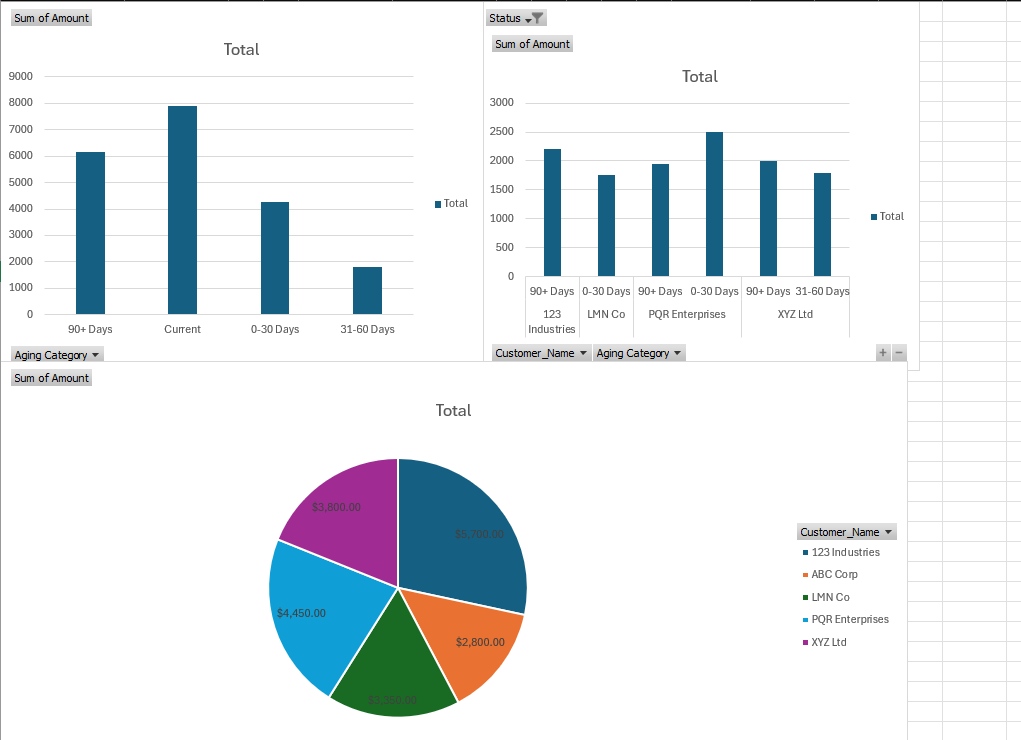 Sum of Amount
Total
9000
8000
7000
6000
5000
4000
3000
2000
1000
0
90+ Days Current 0-30 Days 31-60 Days
Total
Aging Category
Status
Sum of Amount
Total
3000
2500
2000
1500
1000
500
0
90+ Days 0-30 Days 90+ Days 0-30 Days 90+ Days 31-60 Days
123 Industries LMN Co PQR Enterprises XYZ Ltd
Total
Customer_Name Aging Category
+ −
Sum of Amount
Total
$3,800.00
$5,700.00
$4,450.00
$2,800.00
Customer_Name
123 Industries
ABC Corp
LMN Co
PQR Enterprises
XYZ Ltd